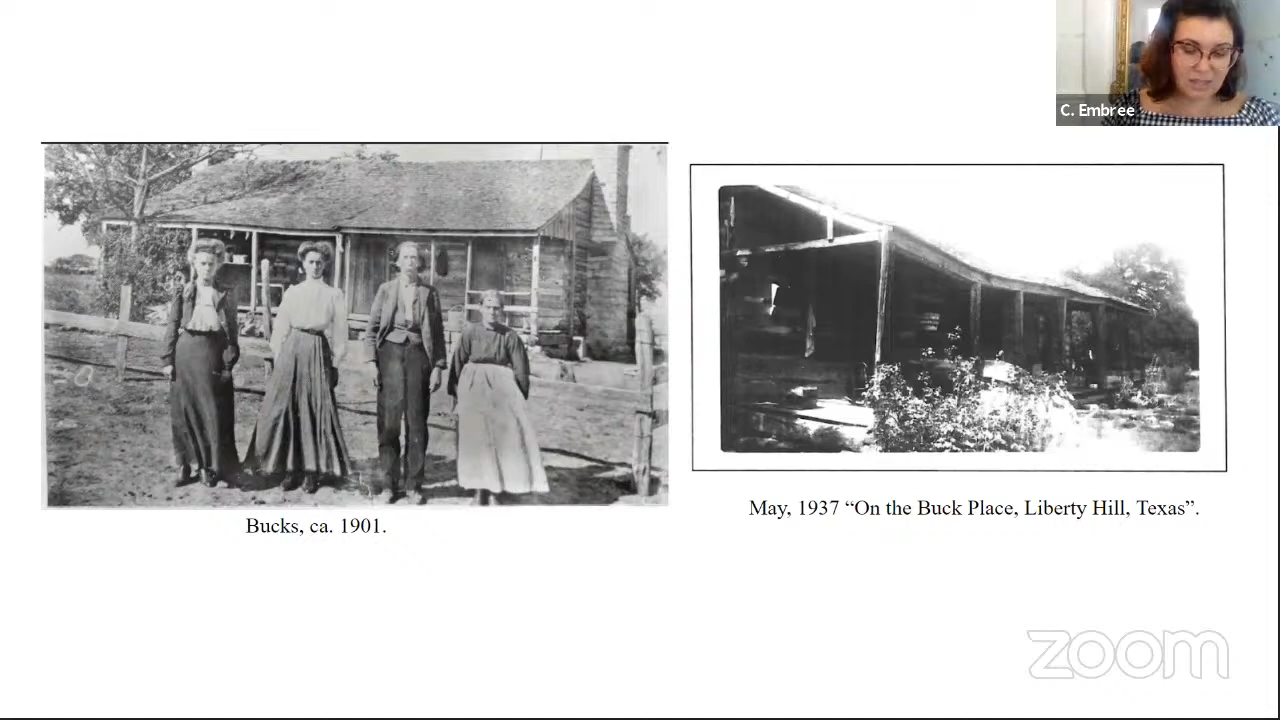 C. Embree
Bucks, ca. 1901.
May, 1937 “On the Buck Place, Liberty Hill, Texas”.
zoom